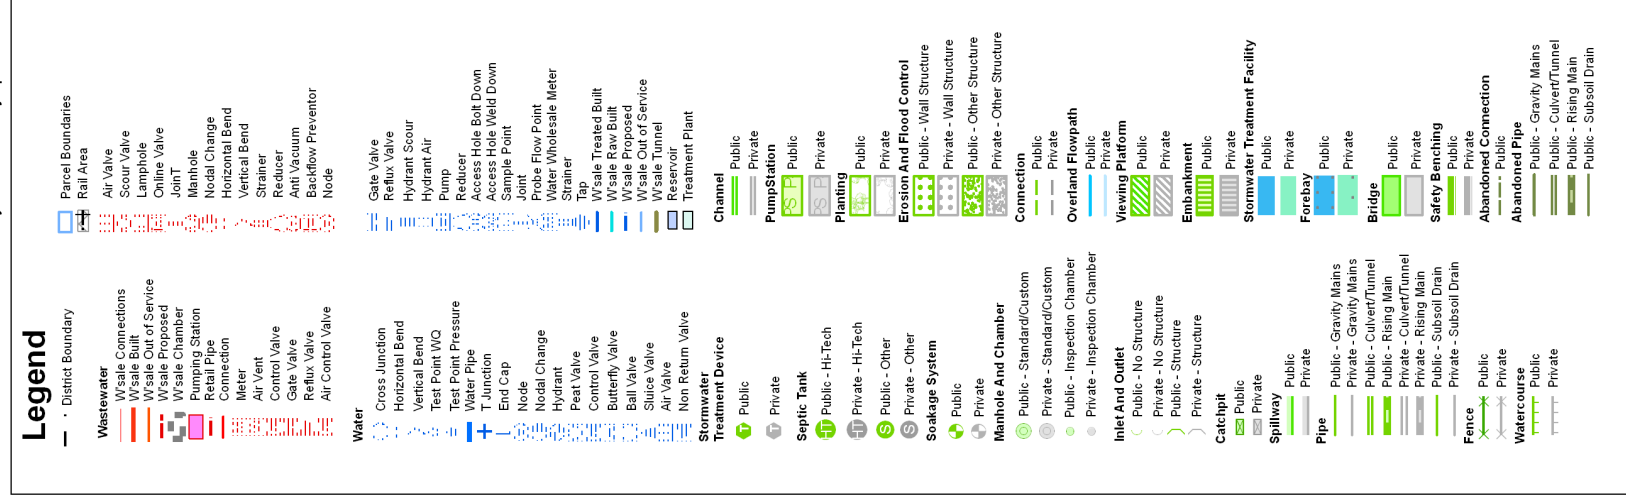 Legend
District Boundary
Parcel Boundaries
Rail Area
Wastewater
W'sale Connections
W'sale Built
W'sale Out of Service
W'sale Proposed
W'sale Chamber
Pumping Station
Retail Pipe
Connection
Meter
Air Vent
Control Valve
Gate Valve
Reflux Valve
Air Control Valve
Air Valve
Scour Valve
Lamphole
Online Valve
JoinT
Manhole
Nodal Change
Horizontal Bend
Vertical Bend
Strainer
Reducer
Anti Vacuum
Backflow Preventor
Node
Water
Cross Junction
Horizontal Bend
Vertical Bend
Test Point WQ
Test Point Pressure
Water Pipe
T Junction
End Cap
Node
Nodal Change
Hydrant
Peat Valve
Control Valve
Butterfly Valve
Ball Valve
Sluice Valve
Air Valve
Non Return Valve
Gate Valve
Reflux Valve
Hydrant Scour
Hydrant Air
Pump
Reducer
Access Hole Bolt Down
Access Hole Weld Down
Sample Point
Joint
Probe Flow Point
Water Wholesale Meter
Strainer
Tap
W'sale Treated Built
W'sale Raw Built
W'sale Proposed
W'sale Out of Service
W'sale Tunnel
Reservoir
Treatment Plant
Stormwater
Treatment Device
T Public
T Private
Septic Tank
HT Public - Hi-Tech
HT Private - Hi-Tech
S Public - Other
S Private - Other
Soakage System
Public
Private
Manhole And Chamber
Public - Standard/Custom
Private - Standard/Custom
Public - Inspection Chamber
Private - Inspection Chamber
Inlet And Outlet
Public - No Structure
Private - No Structure
Public - Structure
Private - Structure
Catchpit
Public
Private
Spillway
Public
Private
Pipe
Public - Gravity Mains
Private - Gravity Mains
Public - Culvert/Tunnel
Public - Rising Main
Private - Culvert/Tunnel
Private - Rising Main
Public - Subsoil Drain
Private - Subsoil Drain
Fence
Public
Private
Watercourse
Public
Private
Channel
Public
Private
PumpStation
S P Public
S P Private
Planting
Public
Private
Erosion And Flood Control
Public - Wall Structure
Private - Wall Structure
Public - Other Structure
Private - Other Structure
Connection
Public
Private
Overland Flowpath
Public
Private
Viewing Platform
Public
Private
Embankment
Public
Private
Stormwater Treatment Facility
Public
Private
Forebay
Public
Private
Bridge
Public
Private
Safety Benching
Public
Private
Abandoned Connection
Public
Abandoned Pipe
Public - Gravity Mains
Public - Culvert/Tunnel
Public - Rising Main
Public - Subsoil Drain